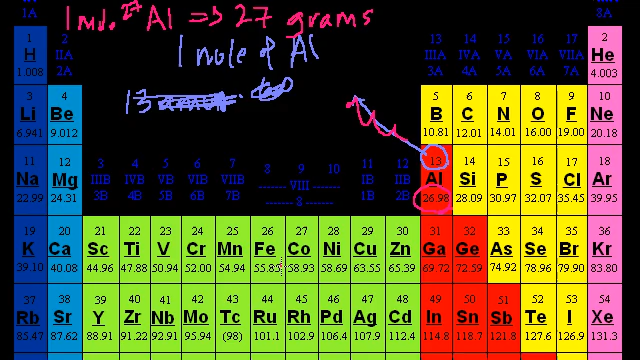 1 mol. 27 Al => 27 grams
1 mole of Al
13
1A
8A
1 2 13 14 15 16 17 2
H IIA IIIA IVA VA VIA VIIA He
1.008 2A 3A 4A 5A 6A 7A 4.003
3 4 5 6 7 8 9 10
Li Be B C N O F Ne
6.941 9.012 10.81 12.01 14.01 16.00 19.00 20.18
11 12 3 4 5 6 7 8 9 10 11 12 13 14 15 16 17 18
Na Mg IIIB IVB VB VIB VIIB ------- VIII ------- IB IIB Al Si P S Cl Ar
22.99 24.31 3B 4B 5B 6B 7B ------- 8 ------- 1B 2B 26.98 28.09 30.97 32.07 35.45 39.95
19 20 21 22 23 24 25 26 27 28 29 30 31 32 33 34 35 36
K Ca Sc Ti V Cr Mn Fe Co Ni Cu Zn Ga Ge As Se Br Kr
39.10 40.08 44.96 47.88 50.94 52.00 54.94 55.85 58.93 58.69 63.55 65.39 69.72 72.59 74.92 78.96 79.90 83.80
37 38 39 40 41 42 43 44 45 46 47 48 49 50 51 52 53 54
Rb Sr Y Zr Nb Mo Tc Ru Rh Pd Ag Cd In Sn Sb Te I Xe
85.47 87.62 88.91 91.22 92.91 95.94 (98) 101.1 102.9 106.4 107.9 112.4 114.8 118.7 121.8 127.6 126.9 131.3